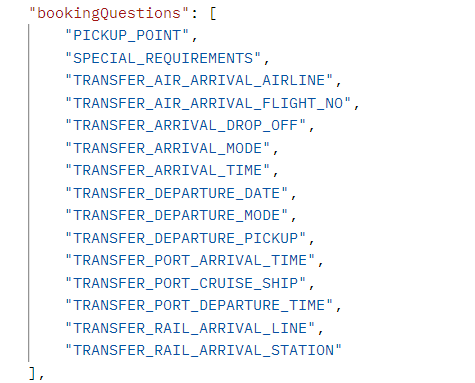 "bookingQuestions": [
"PICKUP_POINT",
"SPECIAL_REQUIREMENTS",
"TRANSFER_AIR_ARRIVAL_AIRLINE",
"TRANSFER_AIR_ARRIVAL_FLIGHT_NO",
"TRANSFER_ARRIVAL_DROP_OFF",
"TRANSFER_ARRIVAL_MODE",
"TRANSFER_ARRIVAL_TIME",
"TRANSFER_DEPARTURE_DATE",
"TRANSFER_DEPARTURE_MODE",
"TRANSFER_DEPARTURE_PICKUP",
"TRANSFER_PORT_ARRIVAL_TIME",
"TRANSFER_PORT_CRUISE_SHIP",
"TRANSFER_PORT_DEPARTURE_TIME",
"TRANSFER_RAIL_ARRIVAL_LINE",
"TRANSFER_RAIL_ARRIVAL_STATION"
],